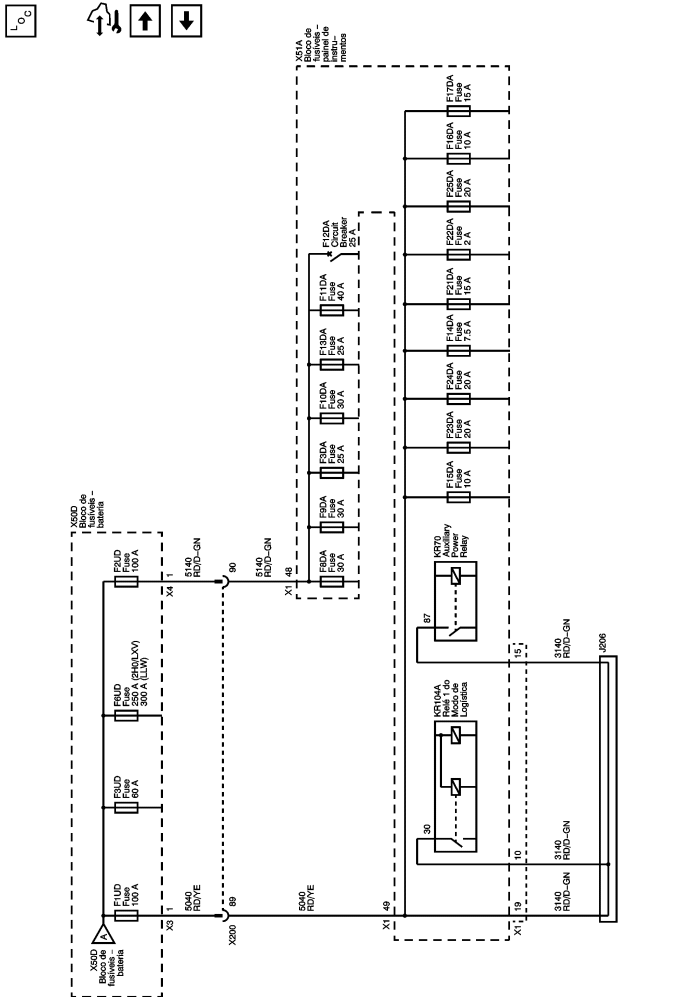 LOC
X51A
Bloco de
fusíveis –
painel de
instru–
mentos
F17DA
Fuse
15 A
F16DA
Fuse
10 A
F25DA
Fuse
20 A
F22DA
Fuse
2 A
F21DA
Fuse
15 A
F14DA
Fuse
7.5 A
F24DA
Fuse
20 A
F23DA
Fuse
20 A
F15DA
Fuse
10 A
F12DA
Circuit
Breaker
25 A
F11DA
Fuse
40 A
F13DA
Fuse
25 A
F10DA
Fuse
30 A
F3DA
Fuse
25 A
F9DA
Fuse
30 A
F8DA
Fuse
30 A
X50D
Bloco de
fusíveis –
bateria
F2UD
Fuse
100 A
F6UD
Fuse
250 A (2H0/LXV)
300 A (LLW)
F3UD
Fuse
60 A
F1UD
Fuse
100 A
A
X50D
Bloco de
fusíveis –
bateria
1
X4
5140
RD/D–GN
90
5140
RD/D–GN
48
X1
1
X3
5040
RD/YE
89
X200
5040
RD/YE
49
X1
KR70
Auxiliary
Power
Relay
87
KR104A
Relé 1 do
Modo de
Logística
30
15
3140
RD/D–GN
10
3140
RD/D–GN
19
X1
3140
RD/D–GN
J206